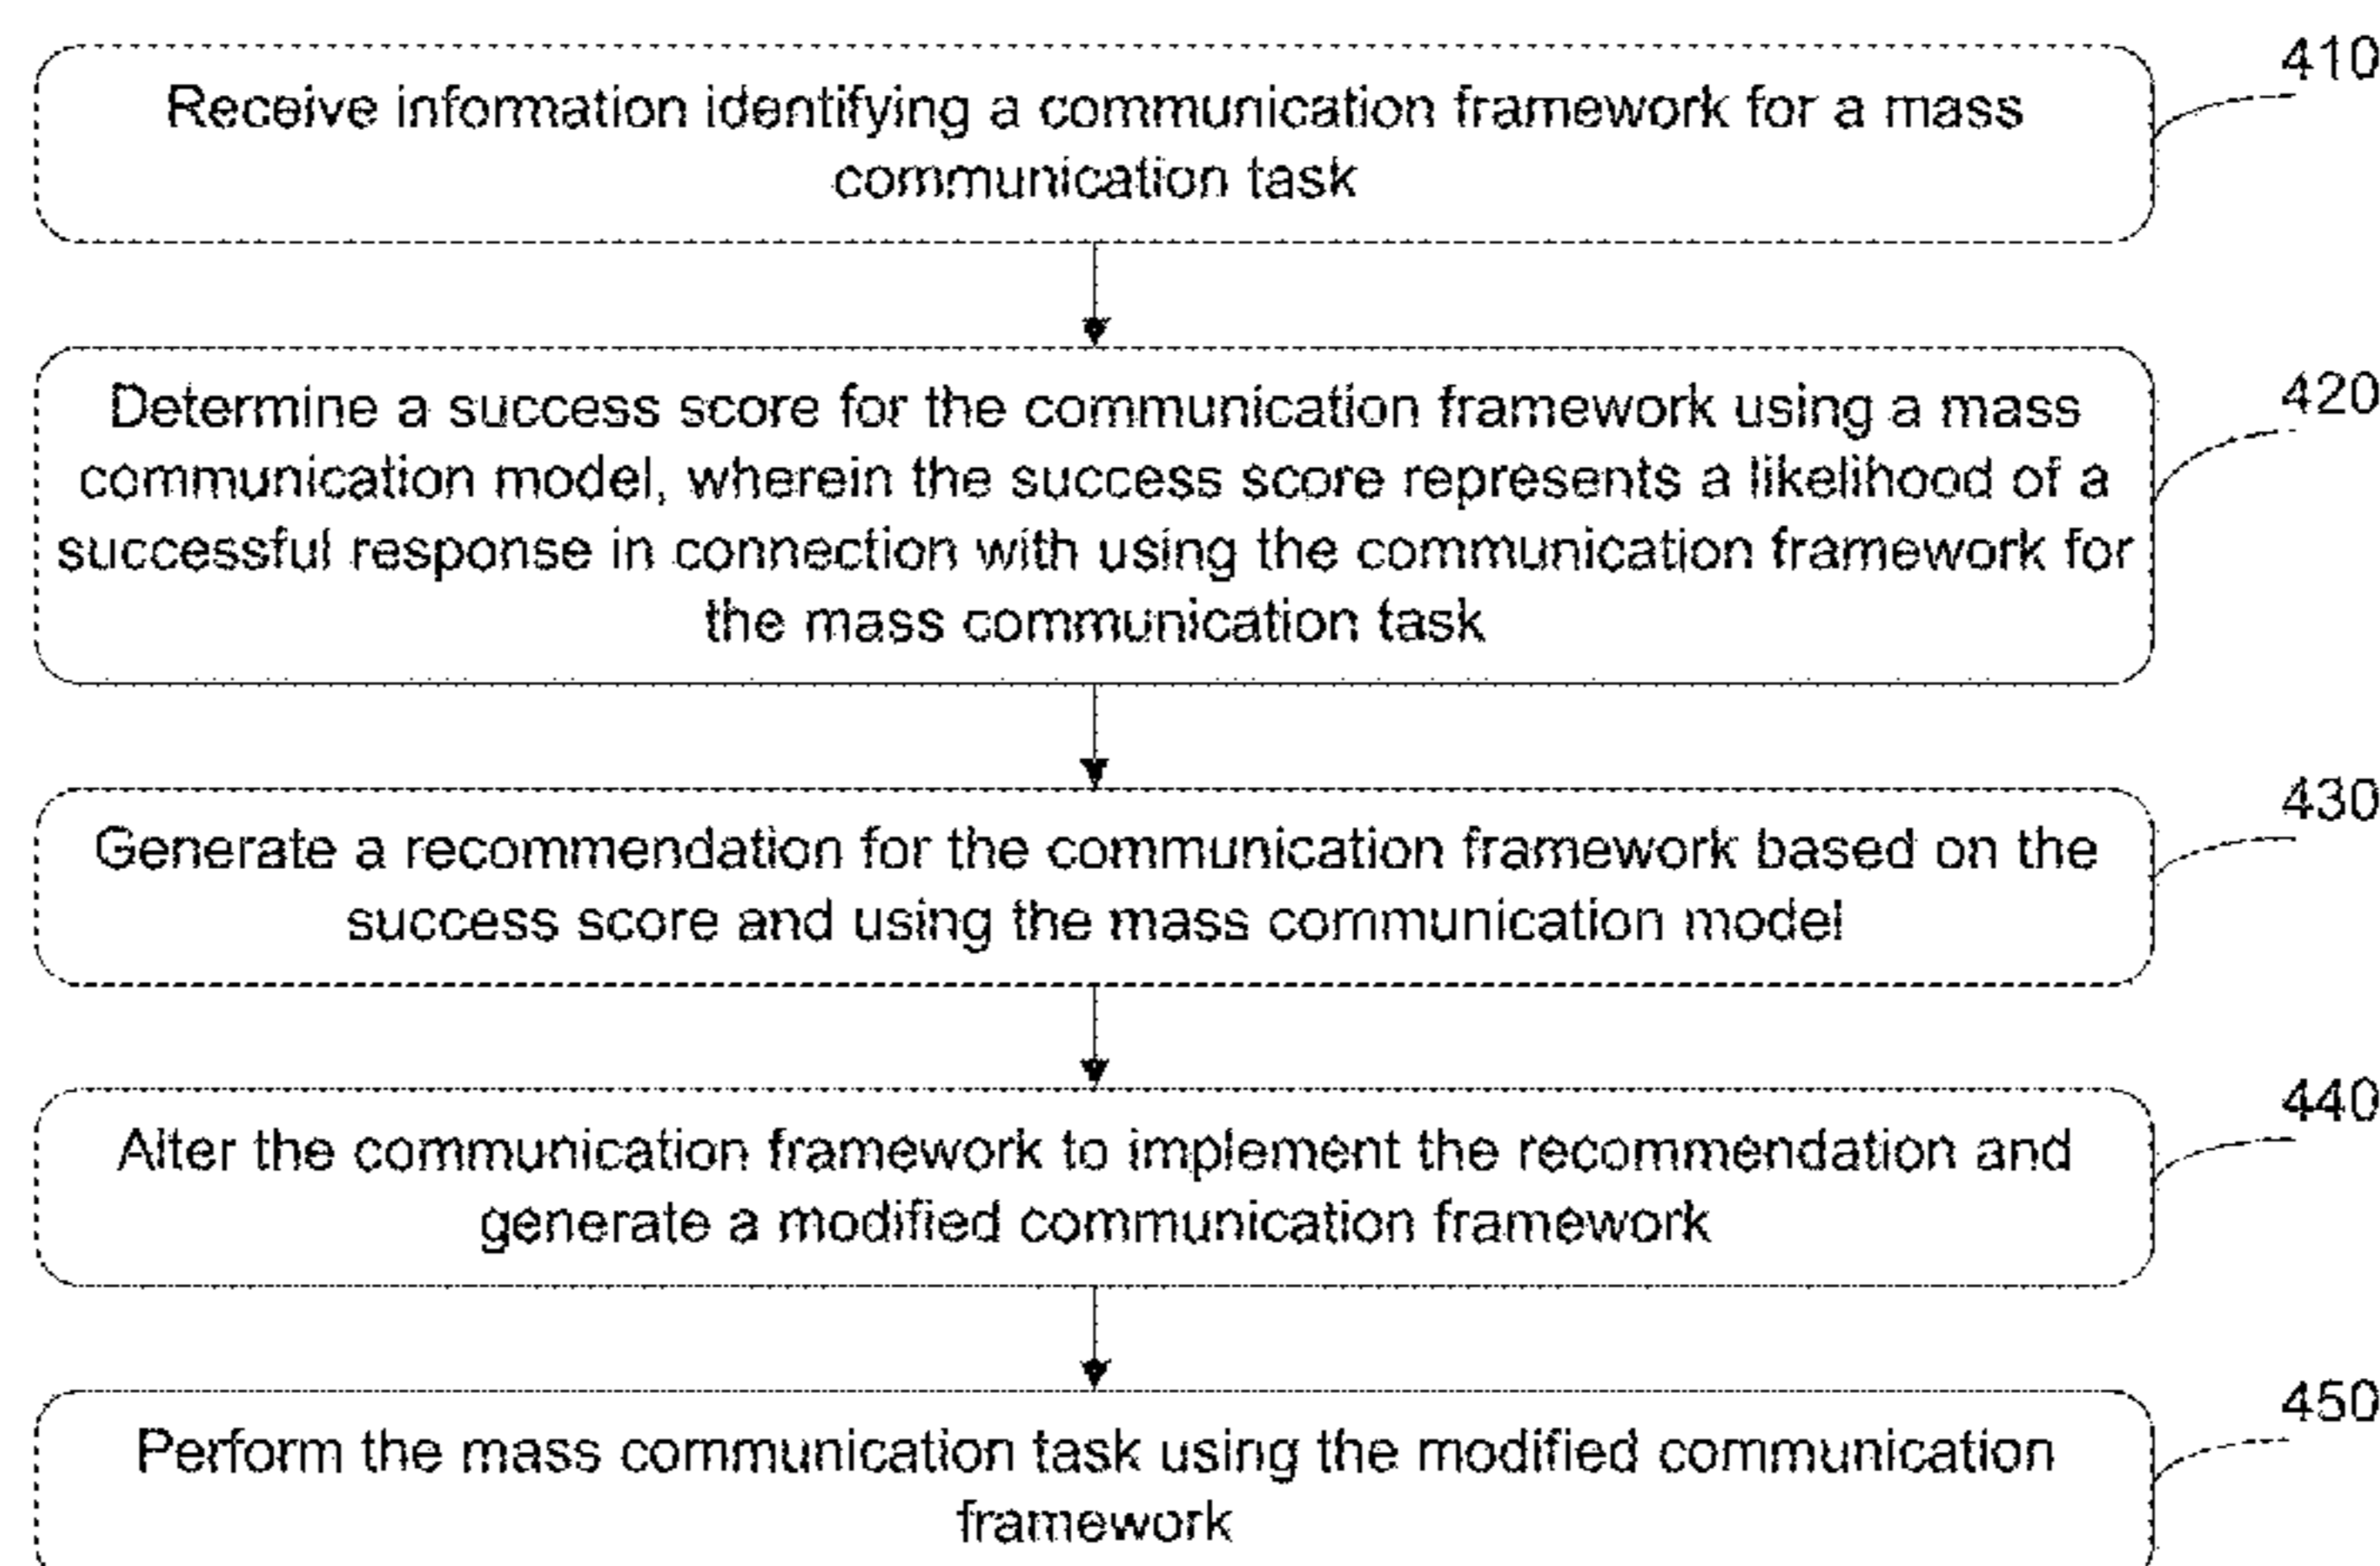 410
Receive information identifying a communication framework for a mass
communication task
420
Determine a success score for the communication framework using a mass
communication model, wherein the success score represents a likelihood of a
successful response in connection with using the communication framework for
the mass communication task
430
Generate a recommendation for the communication framework based on the
success score and using the mass communication model
440
Alter the communication framework to implement the recommendation and
generate a modified communication framework
450
Perform the mass communication task using the modified communication
framework